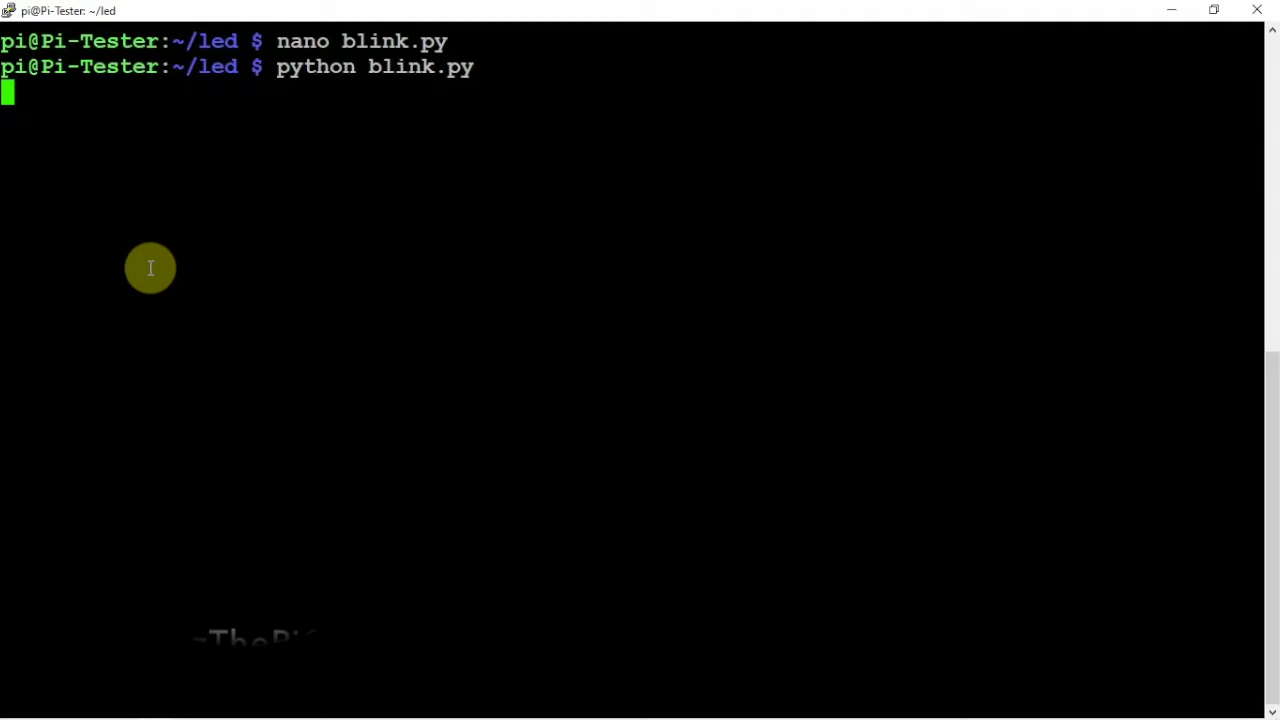 pi@Pi-Tester: ~/led
pi@Pi-Tester:~/led $ nano blink.py
pi@Pi-Tester:~/led $ python blink.py